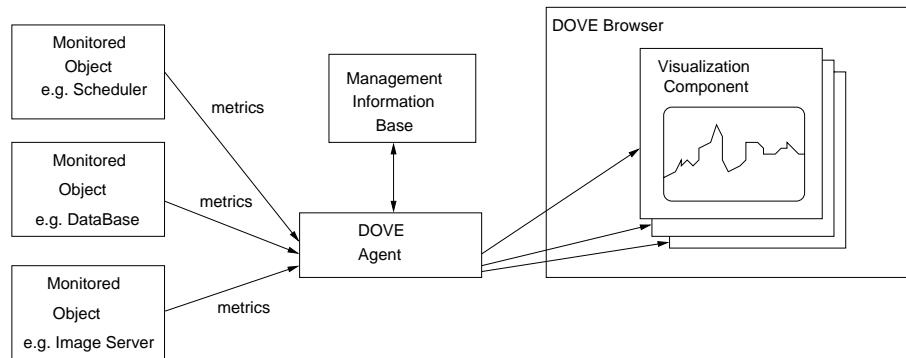 Monitored
Object
e.g. Scheduler
metrics
Monitored
Object
e.g. DataBase
metrics
Monitored
Object
e.g. Image Server
metrics
Management
Information
Base
DOVE
Agent
DOVE Browser
Visualization
Component